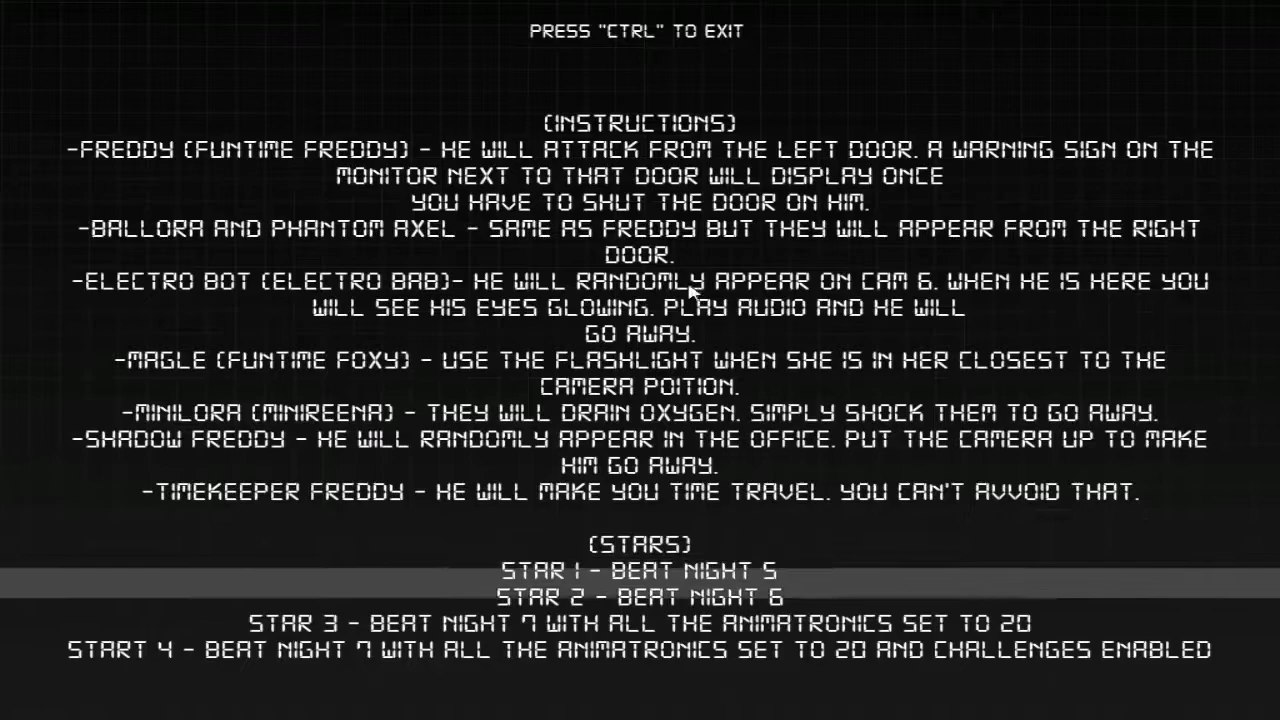 PRESS "CTRL" TO EXIT
(INSTRUCTIONS)
-FREDDY (FUNTIME FREDDY) - HE WILL ATTACK FROM THE LEFT DOOR. A WARNING SIGN ON THE
MONITOR NEXT TO THAT DOOR WILL DISPLAY ONCE
YOU HAVE TO SHUT THE DOOR ON HIM.
-BALLORA AND PHANTOM AXEL - SAME AS FREDDY BUT THEY WILL APPEAR FROM THE RIGHT
DOOR.
-ELECTRO BOT (ELECTRO BAB)- HE WILL RANDOMLY APPEAR ON CAM 6. WHEN HE IS HERE YOU
WILL SEE HIS EYES GLOWING. PLAY AUDIO AND HE WILL
GO AWAY.
-MAGLE (FUNTIME FOXY) - USE THE FLASHLIGHT WHEN SHE IS IN HER CLOSEST TO THE
CAMERA POITION.
-MINILORA (MINIREENA) - THEY WILL DRAIN OXYGEN. SIMPLY SHOCK THEM TO GO AWAY.
-SHADOW FREDDY - HE WILL RANDOMLY APPEAR IN THE OFFICE. PUT THE CAMERA UP TO MAKE
HIM GO AWAY.
-TIMEKEEPER FREDDY - HE WILL MAKE YOU TIME TRAVEL. YOU CAN'T AVVOID THAT.
(STARS)
STAR 1 - BEAT NIGHT 5
STAR 2 - BEAT NIGHT 6
STAR 3 - BEAT NIGHT 7 WITH ALL THE ANIMATRONICS SET TO 20
START 4 - BEAT NIGHT 7 WITH ALL THE ANIMATRONICS SET TO 20 AND CHALLENGES ENABLED